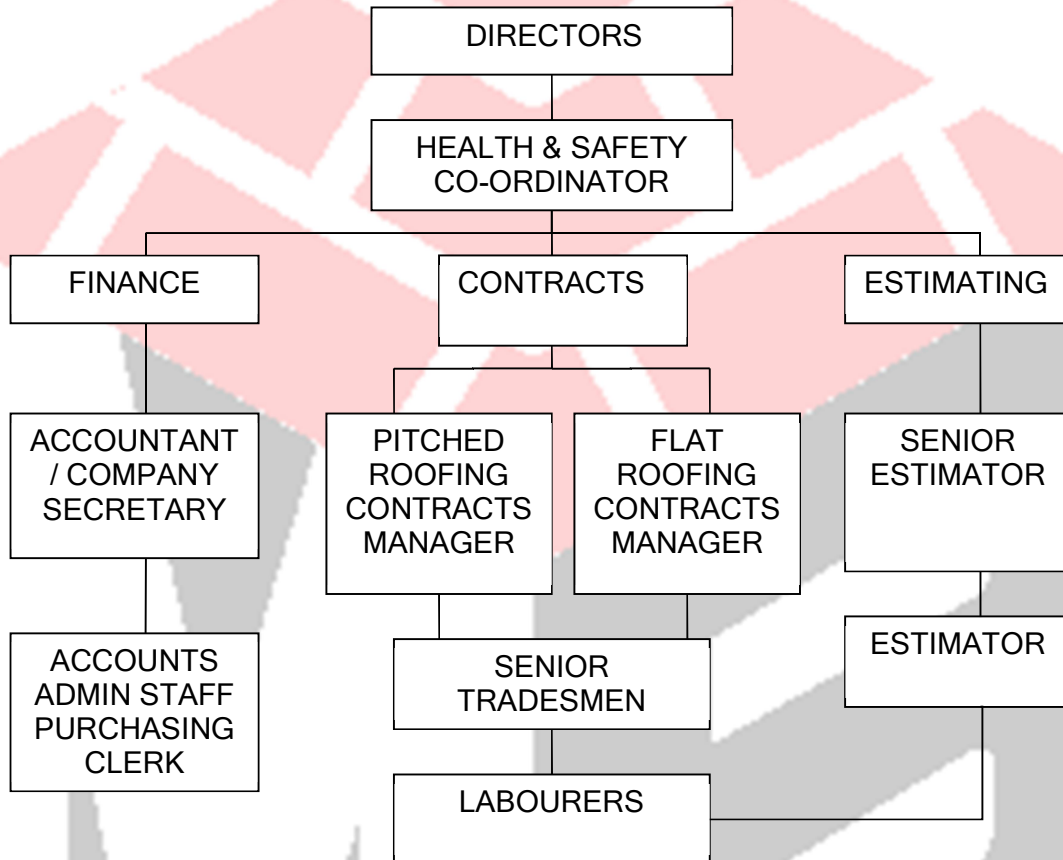 DIRECTORS
HEALTH & SAFETY
CO-ORDINATOR
FINANCE
CONTRACTS
ESTIMATING
ACCOUNTANT
/ COMPANY
SECRETARY
PITCHED
ROOFING
CONTRACTS
MANAGER
FLAT
ROOFING
CONTRACTS
MANAGER
SENIOR
ESTIMATOR
ACCOUNTS
ADMIN STAFF
PURCHASING
CLERK
SENIOR
TRADESMEN
ESTIMATOR
LABOURERS